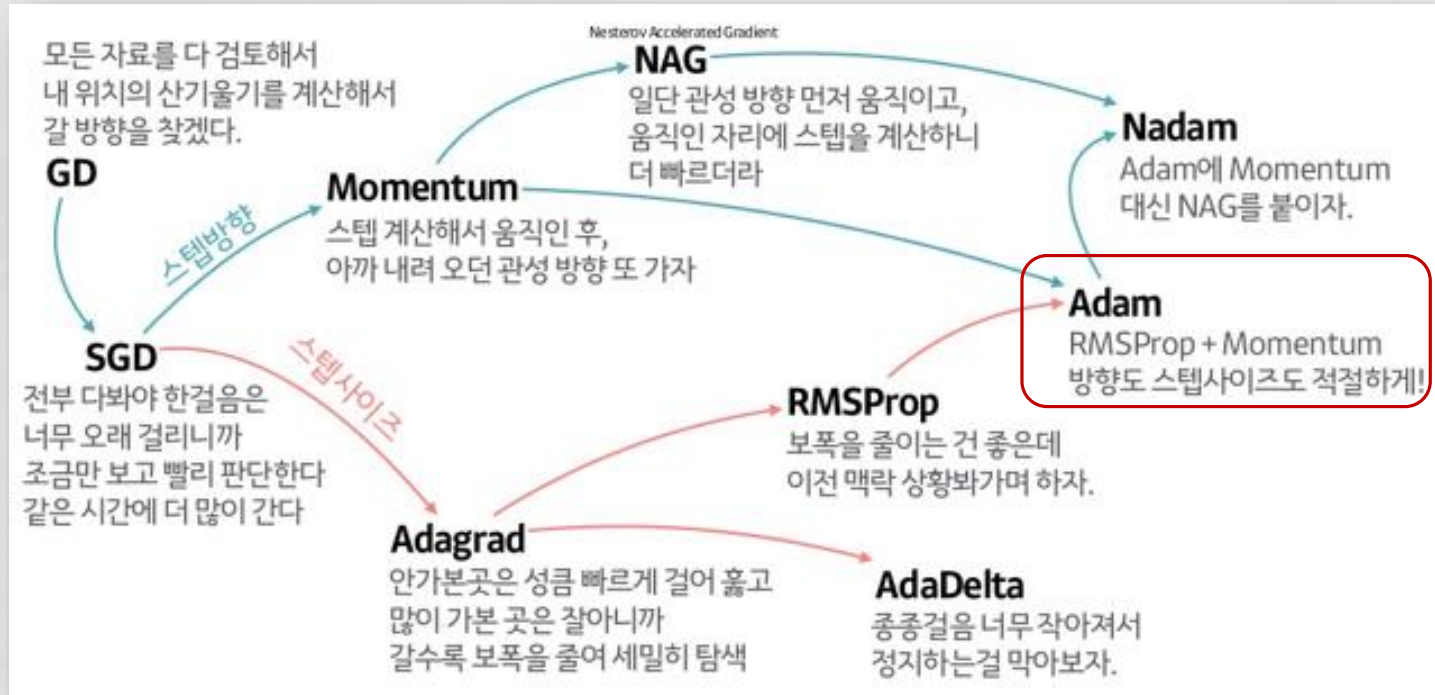 모든 자료를 다 검토해서
내 위치의 산기울기를 계산해서
갈 방향을 찾겠다.
GD
스텝방향
Momentum
스텝 계산해서 움직인 후,
아까 내려 오던 관성 방향 또 가자
Nesterov Accelerated Gradient
NAG
일단 관성 방향 먼저 움직이고,
움직인 자리에 스텝을 계산하니
더 빠르더라
Nadam
Adam에 Momentum
대신 NAG를 붙이자.
Adam
RMSProp + Momentum
방향도 스텝사이즈도 적절하게!
SGD
전부 다봐야 한걸음은
너무 오래 걸리니까
조금만 보고 빨리 판단한다
같은 시간에 더 많이 간다
스텝사이즈
RMSProp
보폭을 줄이는 건 좋은데
이전 맥락 상황봐가며 하자.
Adagrad
안가본곳은 성큼 빠르게 걸어 훑고
많이 가본 곳은 잘아니까
갈수록 보폭을 줄여 세밀히 탐색
AdaDelta
종종걸음 너무 작아져서
정지하는걸 막아보자.